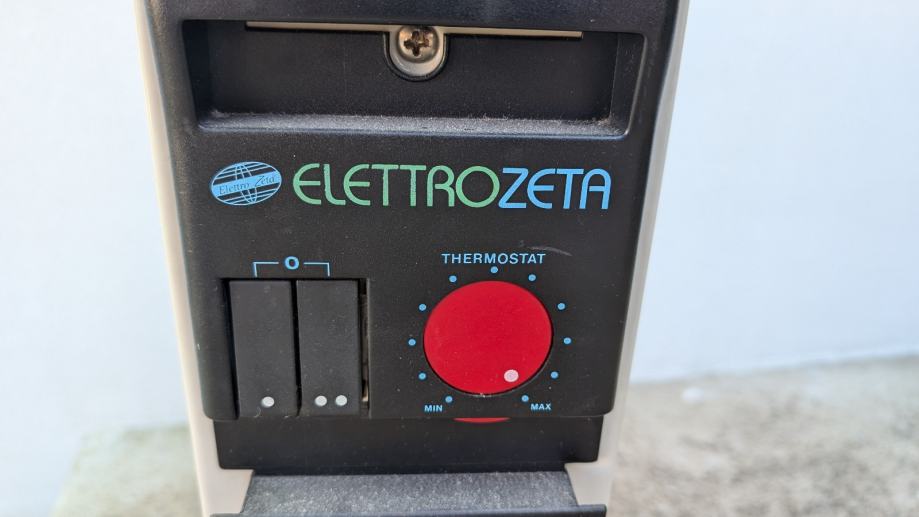 Elettro Zeta
ELETTROZETA
O
THERMOSTAT
MIN
MAX